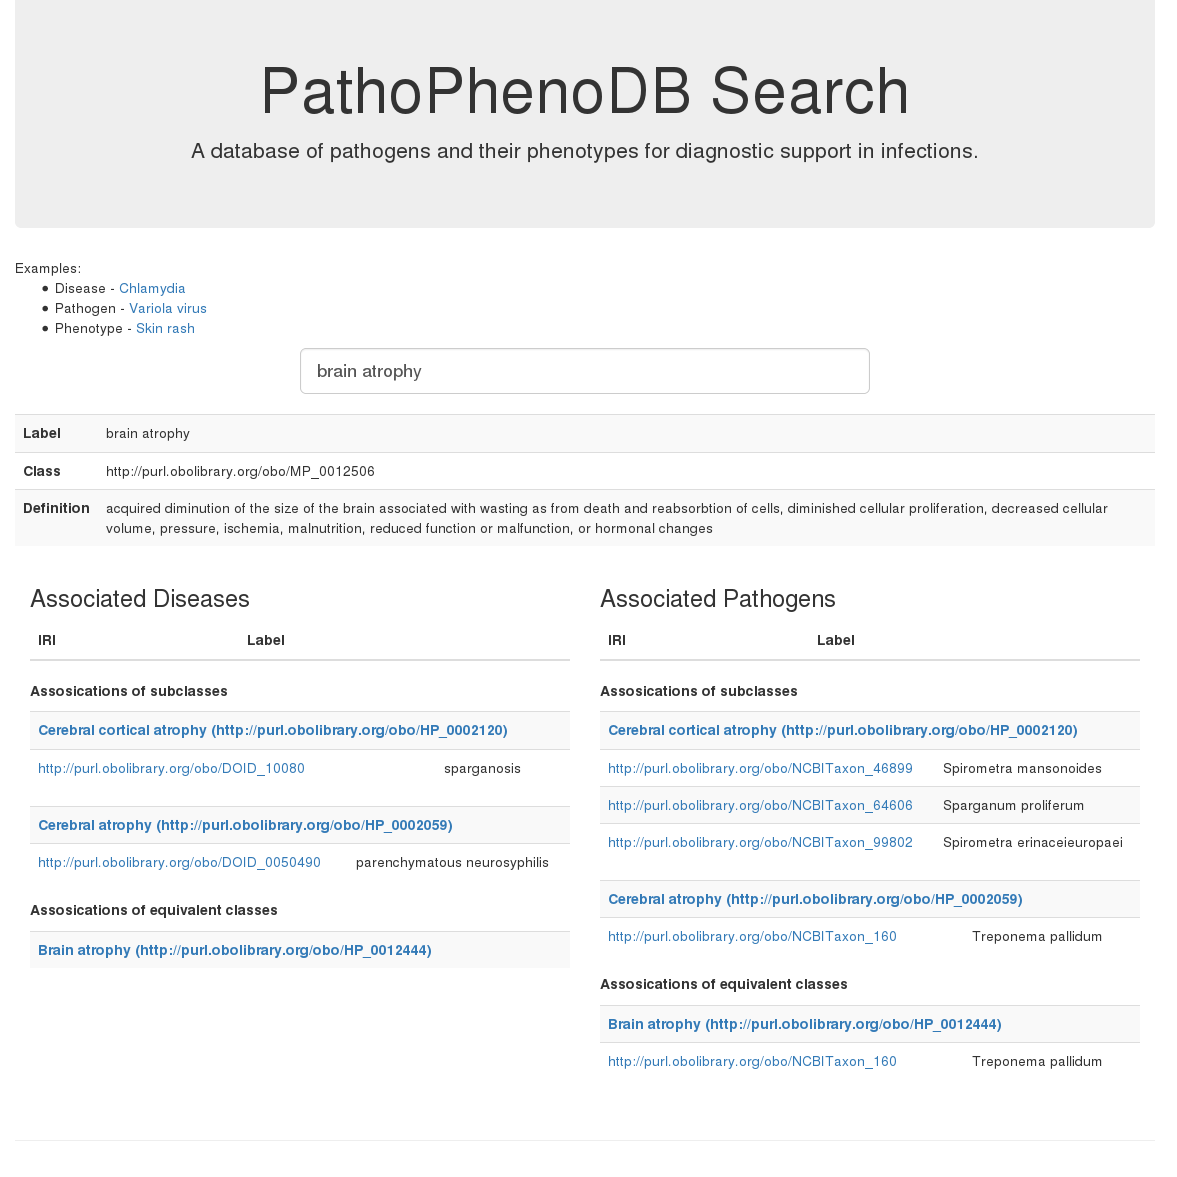 PathoPhenoDB Search
A database of pathogens and their phenotypes for diagnostic support in infections.
Examples:
• Disease - Chlamydia
• Pathogen - Variola virus
• Phenotype - Skin rash
brain atrophy
Label brain atrophy
Class http://purl.obolibrary.org/obo/MP_0012506
Definition acquired diminution of the size of the brain associated with wasting as from death and reabsorbtion of cells, diminished cellular proliferation, decreased cellular
volume, pressure, ischemia, malnutrition, reduced function or malfunction, or hormonal changes
Associated Diseases
IRI Label
Assosications of subclasses
Cerebral cortical atrophy (http://purl.obolibrary.org/obo/HP_0002120)
http://purl.obolibrary.org/obo/DOID_10080 sparganosis
Cerebral atrophy (http://purl.obolibrary.org/obo/HP_0002059)
http://purl.obolibrary.org/obo/DOID_0050490 parenchymatous neurosyphilis
Assosications of equivalent classes
Brain atrophy (http://purl.obolibrary.org/obo/HP_0012444)
Associated Pathogens
IRI Label
Assosications of subclasses
Cerebral cortical atrophy (http://purl.obolibrary.org/obo/HP_0002120)
http://purl.obolibrary.org/obo/NCBITaxon_46899 Spirometra mansonoides
http://purl.obolibrary.org/obo/NCBITaxon_64606 Sparganum proliferum
http://purl.obolibrary.org/obo/NCBITaxon_99802 Spirometra erinaceieuropaei
Cerebral atrophy (http://purl.obolibrary.org/obo/HP_0002059)
http://purl.obolibrary.org/obo/NCBITaxon_160 Treponema pallidum
Assosications of equivalent classes
Brain atrophy (http://purl.obolibrary.org/obo/HP_0012444)
http://purl.obolibrary.org/obo/NCBITaxon_160 Treponema pallidum